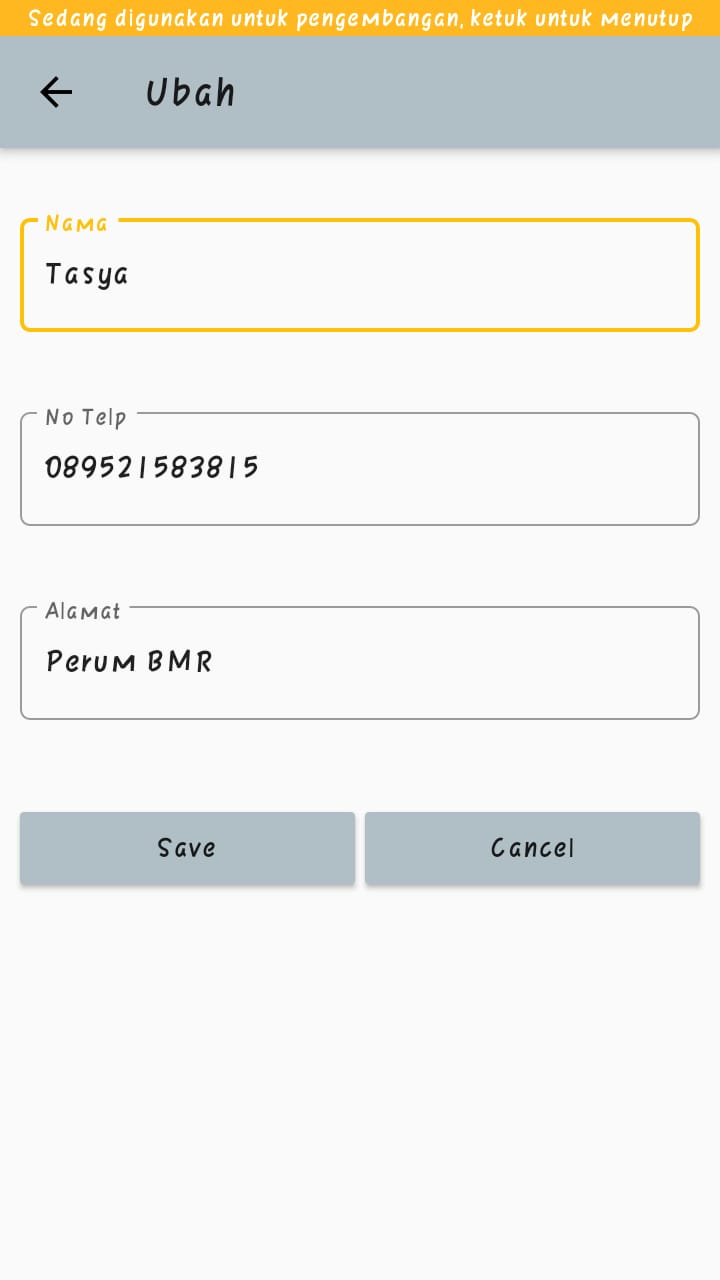 Sedang digunakan untuk pengembangan, ketuk untuk menutup
Ubah
Nama
Tasya
No Telp
089521583815
Alamat
Perum BMR
Save
Cancel